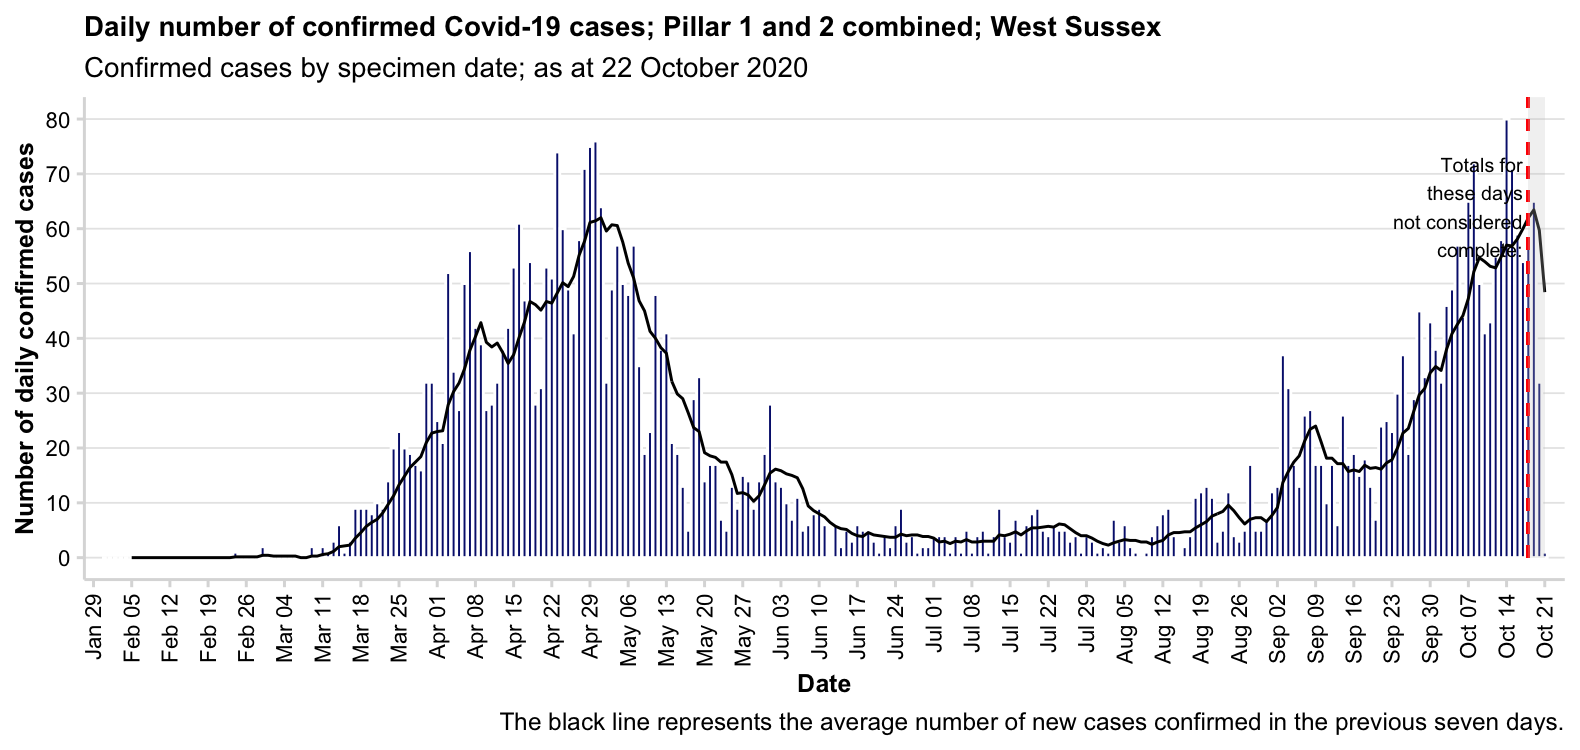 Daily number of confirmed Covid-19 cases; Pillar 1 and 2 combined; West Sussex
Confirmed cases by specimen date; as at 22 October 2020
Number of daily confirmed cases
80
70
60
50
40
30
20
10
0
Totals for
these days
not considered
complete:
Jan 29
Feb 05
Feb 12
Feb 19
Feb 26
Mar 04
Mar 11
Mar 18
Mar 25
Apr 01
Apr 08
Apr 15
Apr 22
Apr 29
May 06
May 13
May 20
May 27
Jun 03
Jun 10
Jun 17
Jun 24
Jul 01
Jul 08
Jul 15
Jul 22
Jul 29
Aug 05
Aug 12
Aug 19
Aug 26
Sep 02
Sep 09
Sep 16
Sep 23
Sep 30
Oct 07
Oct 14
Oct 21
Date
The black line represents the average number of new cases confirmed in the previous seven days.